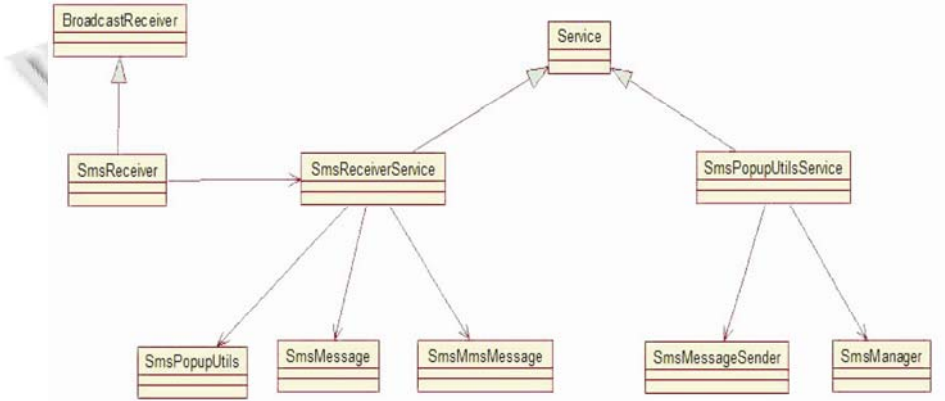 BroadcastReceiver
Service
SmsReceiver
SmsReceiverService
SmsPopupUtilsService
SmsPopupUtils
SmsMessage
SmsMmsMessage
SmsMessageSender
SmsManager